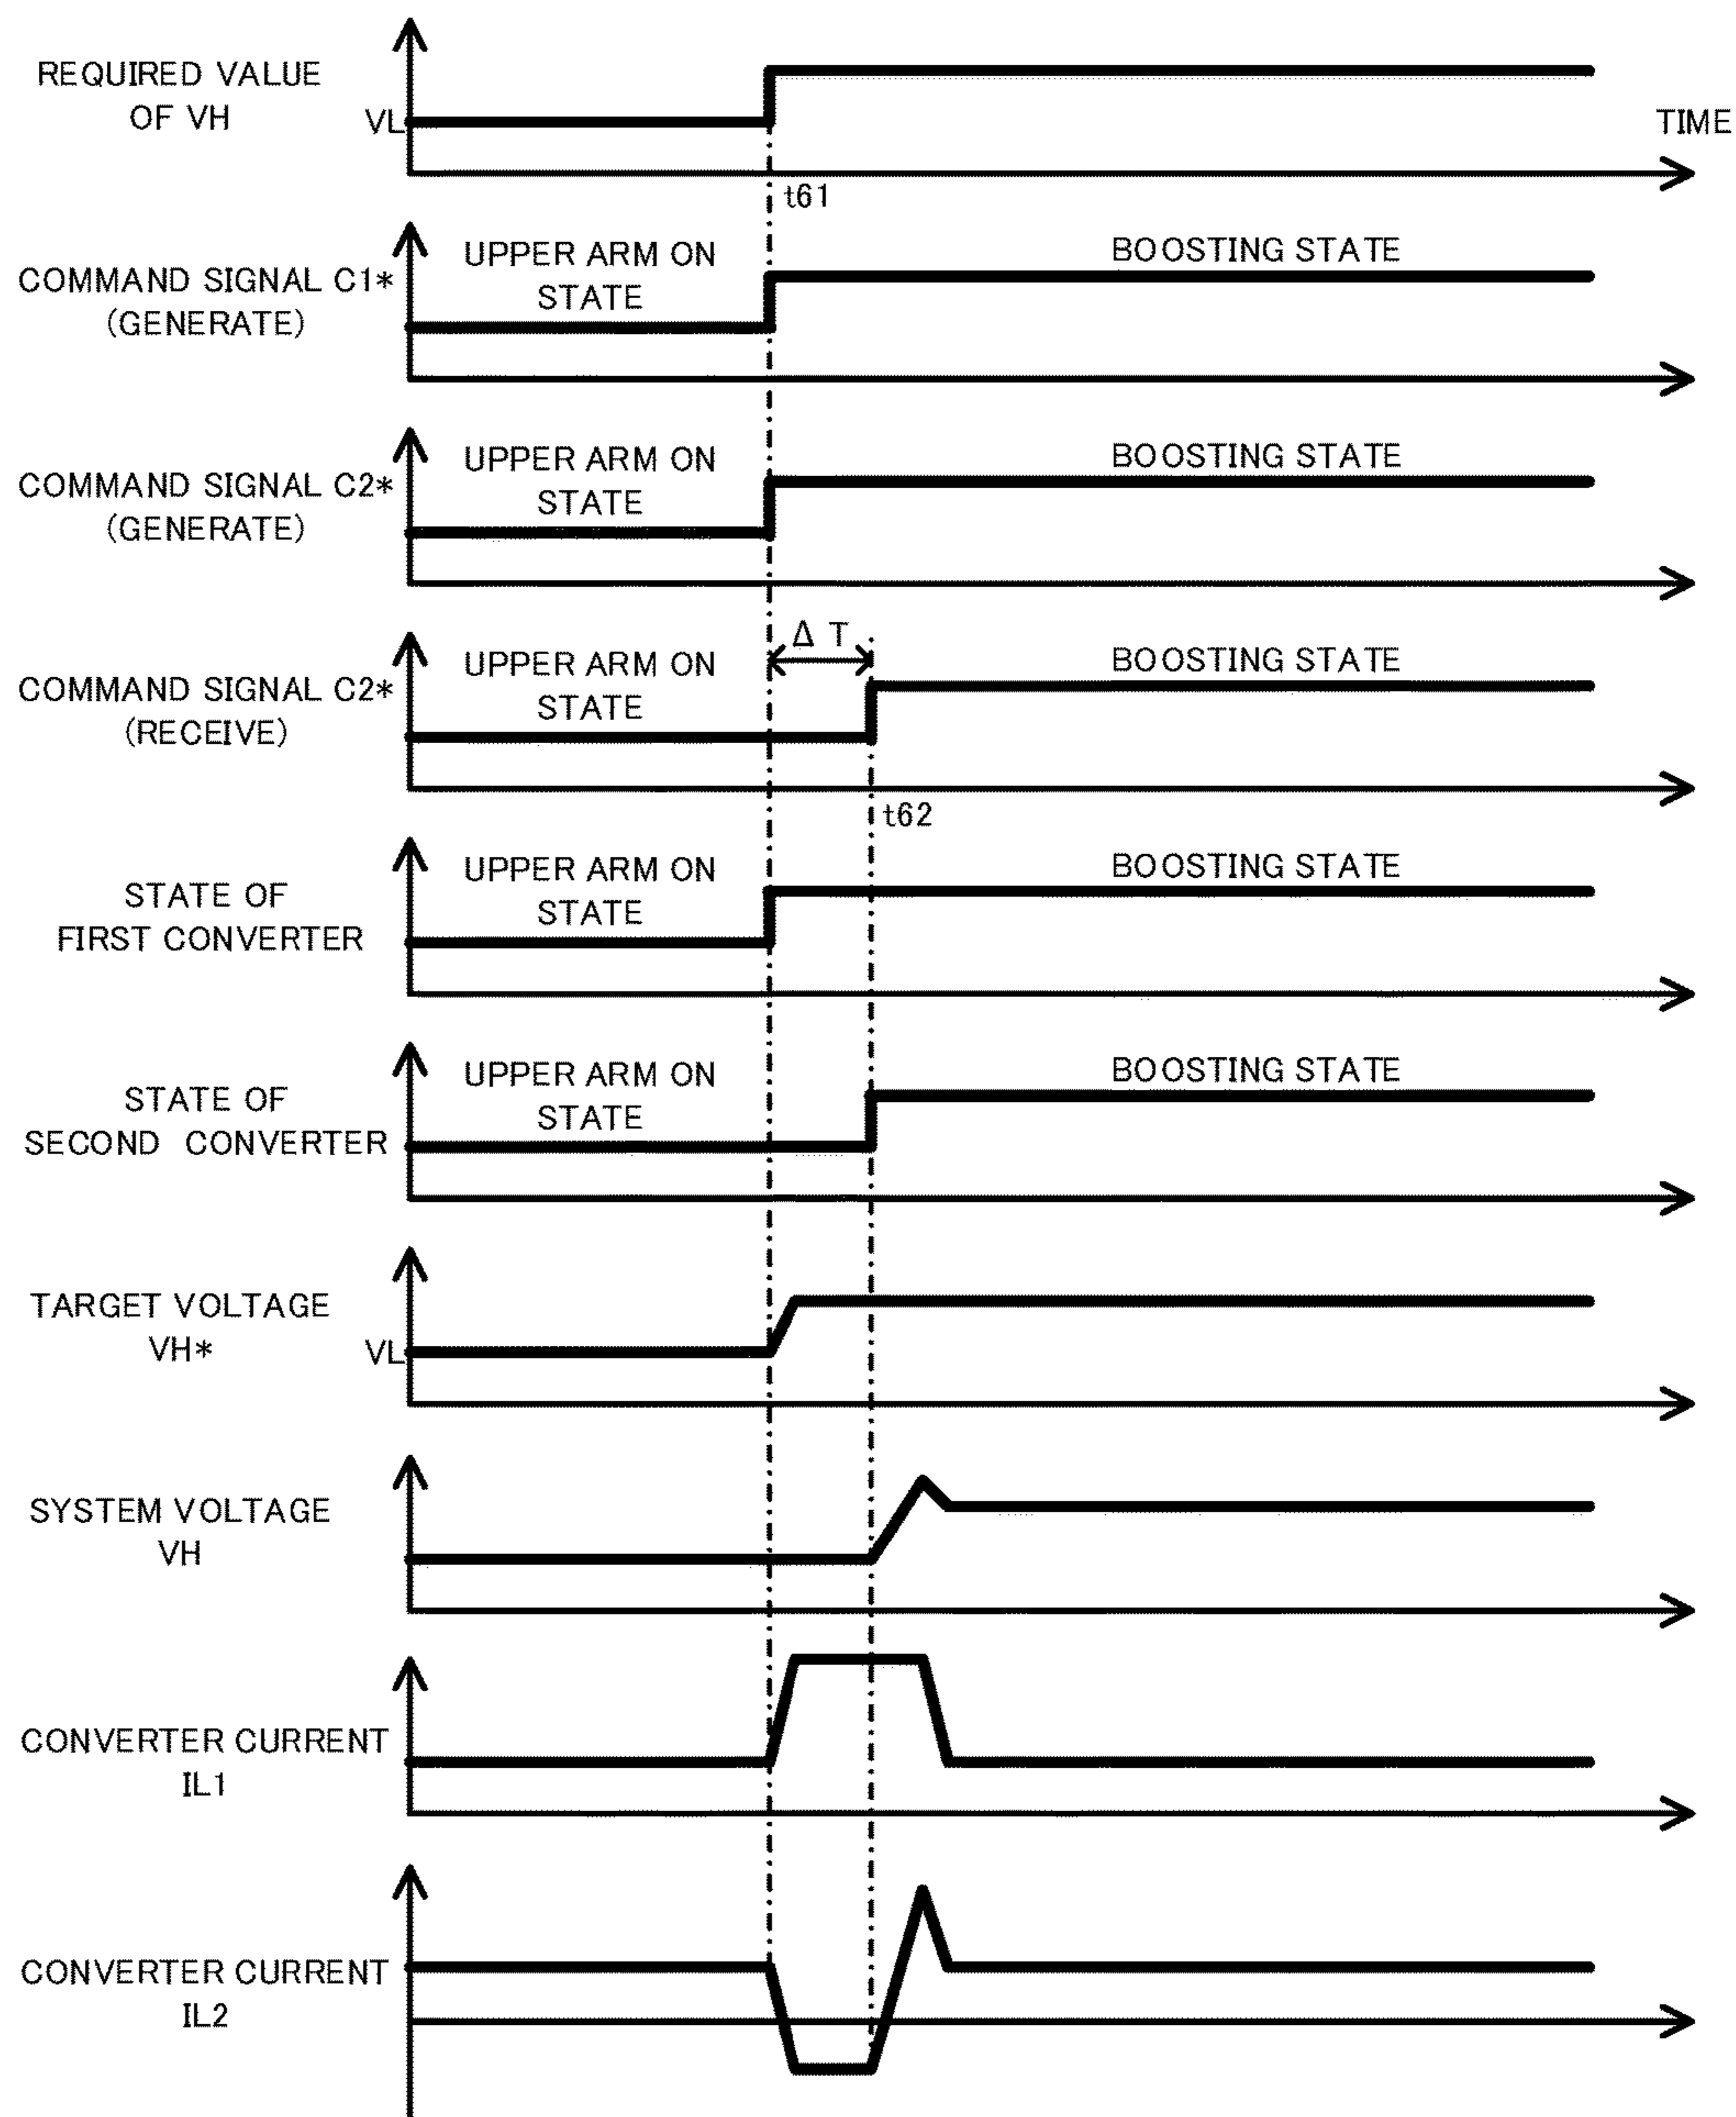 REQUIRED VALUE
OF VH
VL
TIME
t61
COMMAND SIGNAL C1*
(GENERATE)
UPPER ARM ON
STATE
BOOSTING STATE
COMMAND SIGNAL C2*
(GENERATE)
UPPER ARM ON
STATE
BOOSTING STATE
COMMAND SIGNAL C2*
(RECEIVE)
UPPER ARM ON
STATE
Δ T
BOOSTING STATE
t62
STATE OF
FIRST CONVERTER
UPPER ARM ON
STATE
BOOSTING STATE
STATE OF
SECOND CONVERTER
UPPER ARM ON
STATE
BOOSTING STATE
TARGET VOLTAGE
VH*
VL
SYSTEM VOLTAGE
VH
CONVERTER CURRENT
IL1
CONVERTER CURRENT
IL2